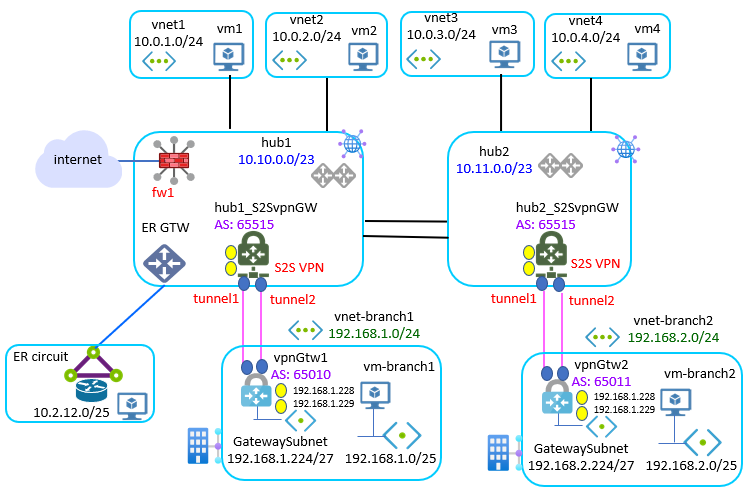 vnet1
10.0.1.0/24
vm1
vnet2
10.0.2.0/24
vm2
vnet3
10.0.3.0/24
vm3
vnet4
10.0.4.0/24
vm4
internet
fw1
hub1
10.10.0.0/23
hub1_S2SvpnGW
AS: 65515
ER GTW
S2S VPN
tunnel1
tunnel2
hub2
10.11.0.0/23
hub2_S2SvpnGW
AS: 65515
S2S VPN
tunnel1
tunnel2
ER circuit
10.2.12.0/25
vnet-branch1
192.168.1.0/24
vpnGtw1
AS: 65010
192.168.1.228
192.168.1.229
vm-branch1
GatewaySubnet
192.168.1.224/27
192.168.1.0/25
vnet-branch2
192.168.2.0/24
vpnGtw2
AS: 65011
192.168.1.228
192.168.1.229
vm-branch2
GatewaySubnet
192.168.2.224/27
192.168.2.0/25